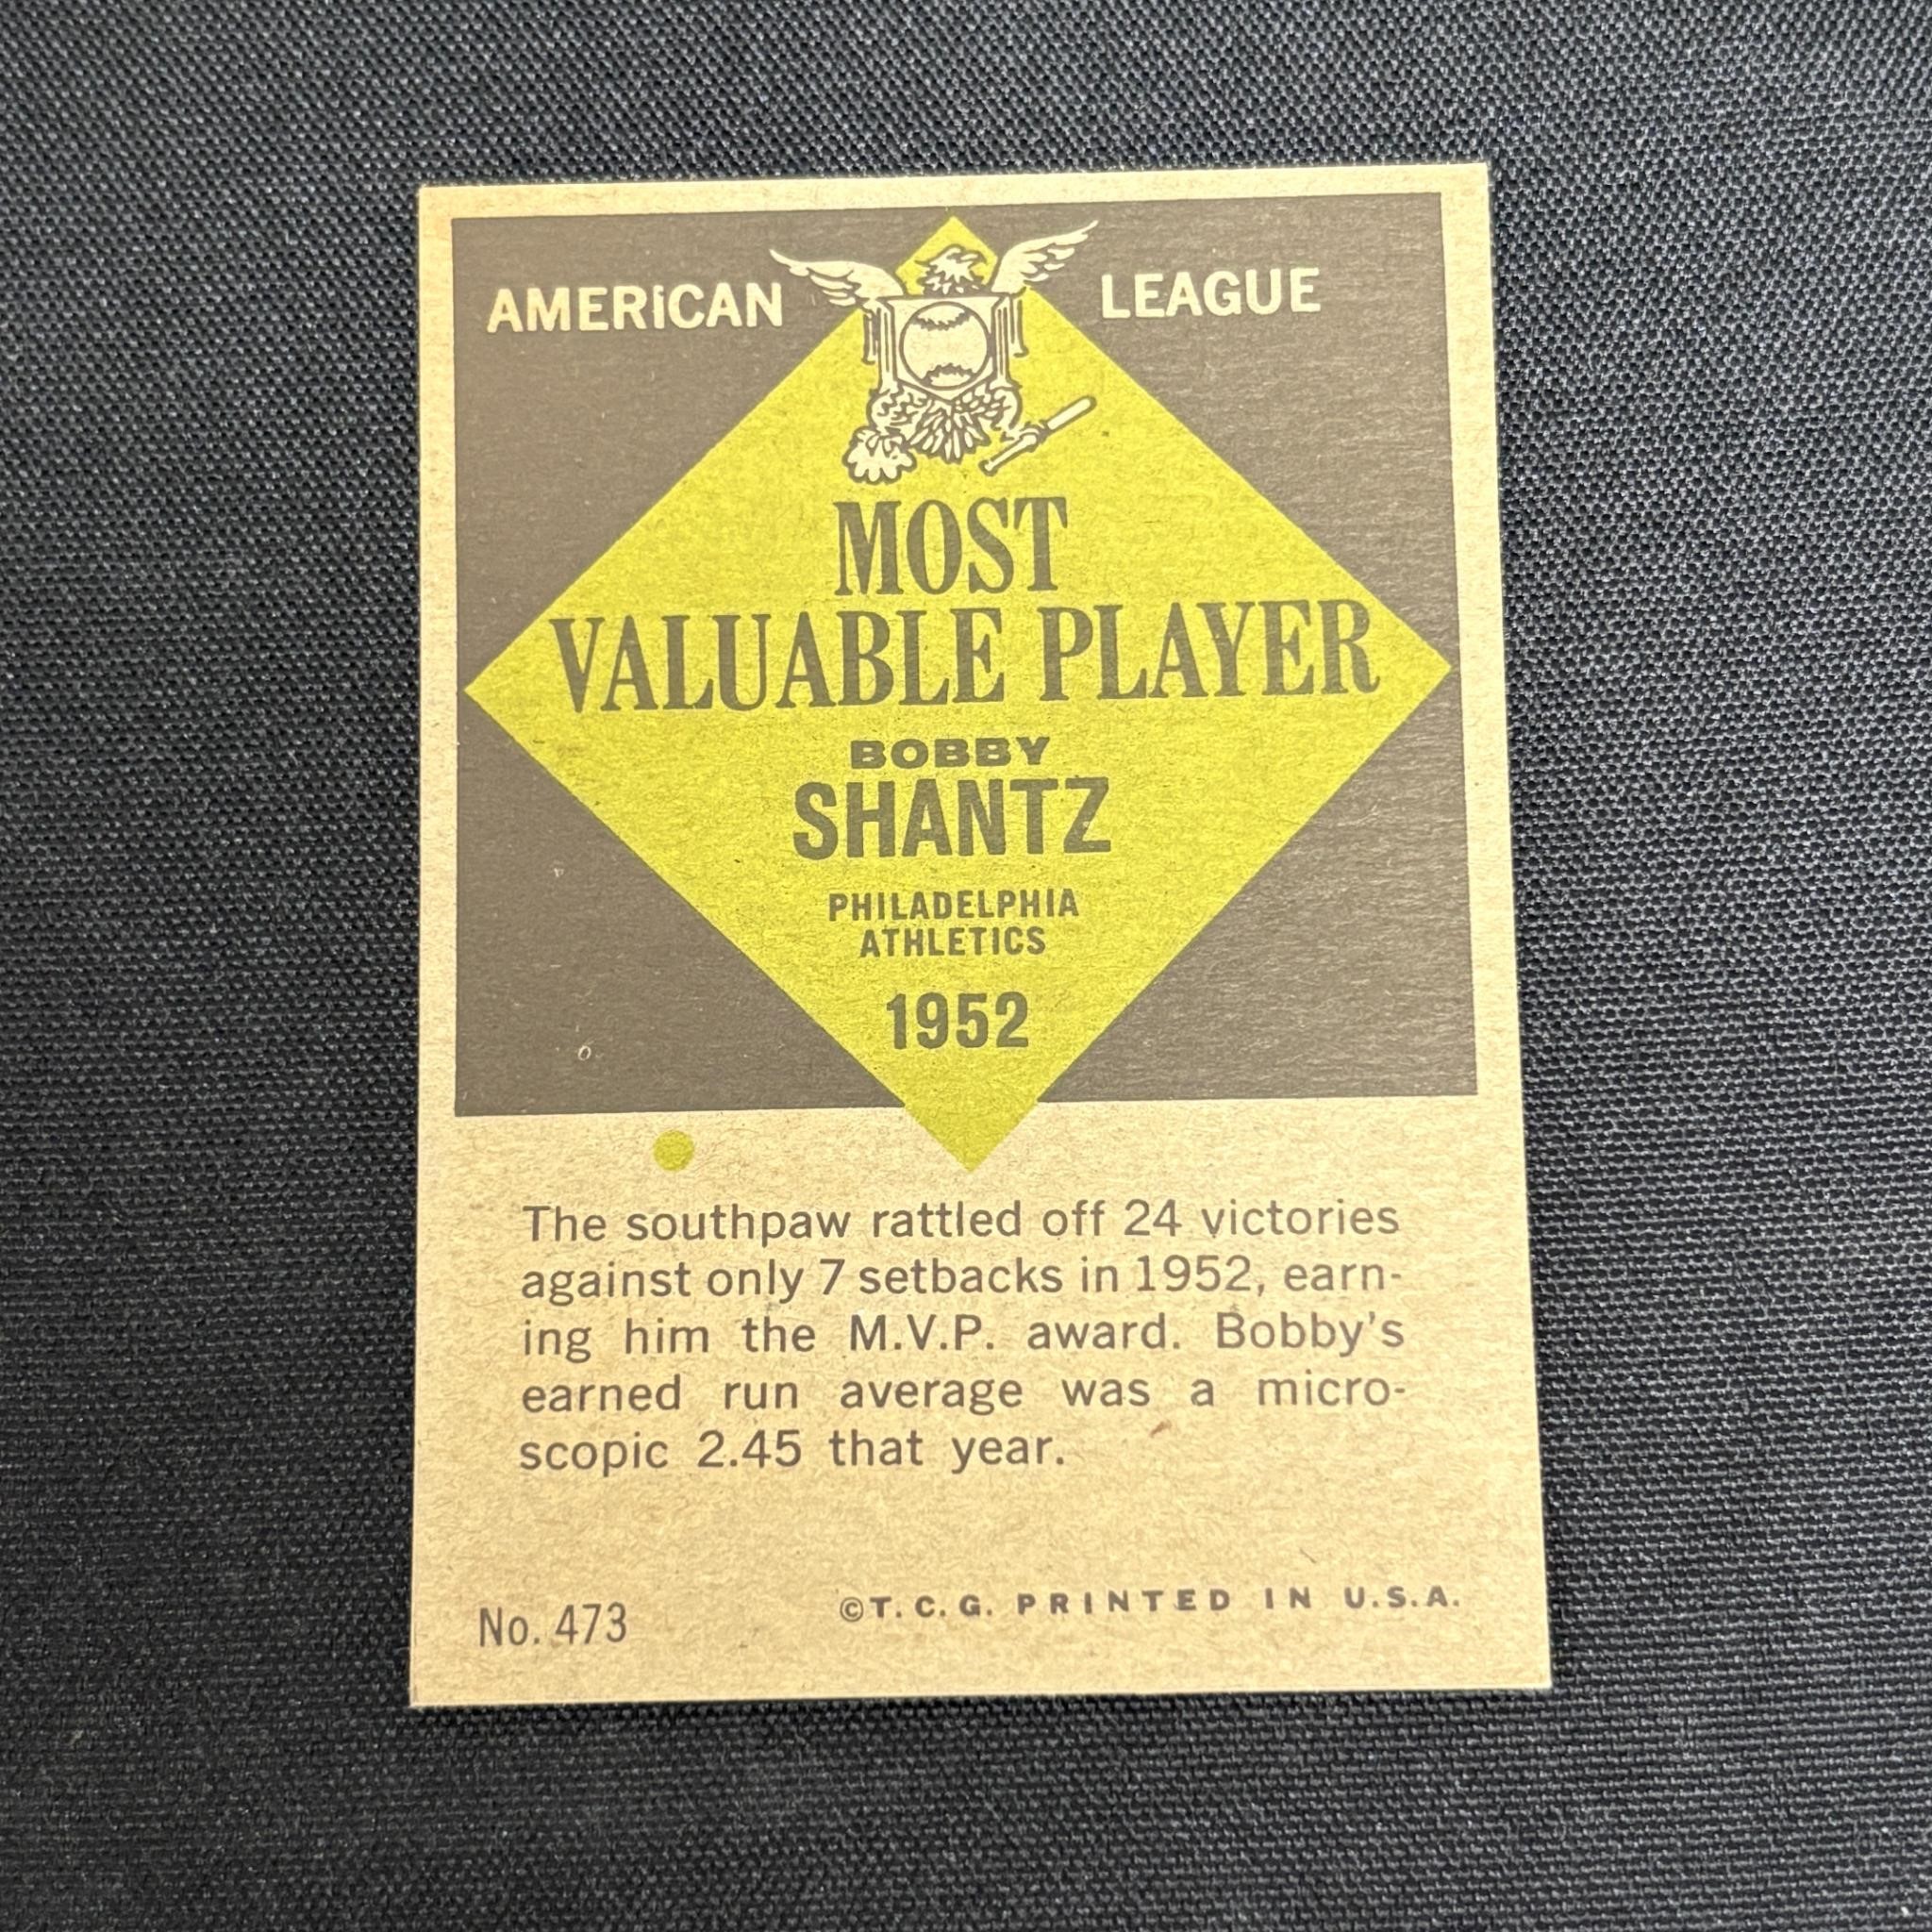 AMERiCAN LEAGUE
MOST
VALUABLE PLAYER
BOBBY
SHANTZ
PHILADELPHIA
ATHLETICS
1952
The southpaw rattled off 24 victories
against only 7 setbacks in 1952, earn-
ing him the M.V.P. award. Bobby's
earned run average was a micro-
scopic 2.45 that year.
No. 473
©T.C.G. PRINTED IN U.S.A.